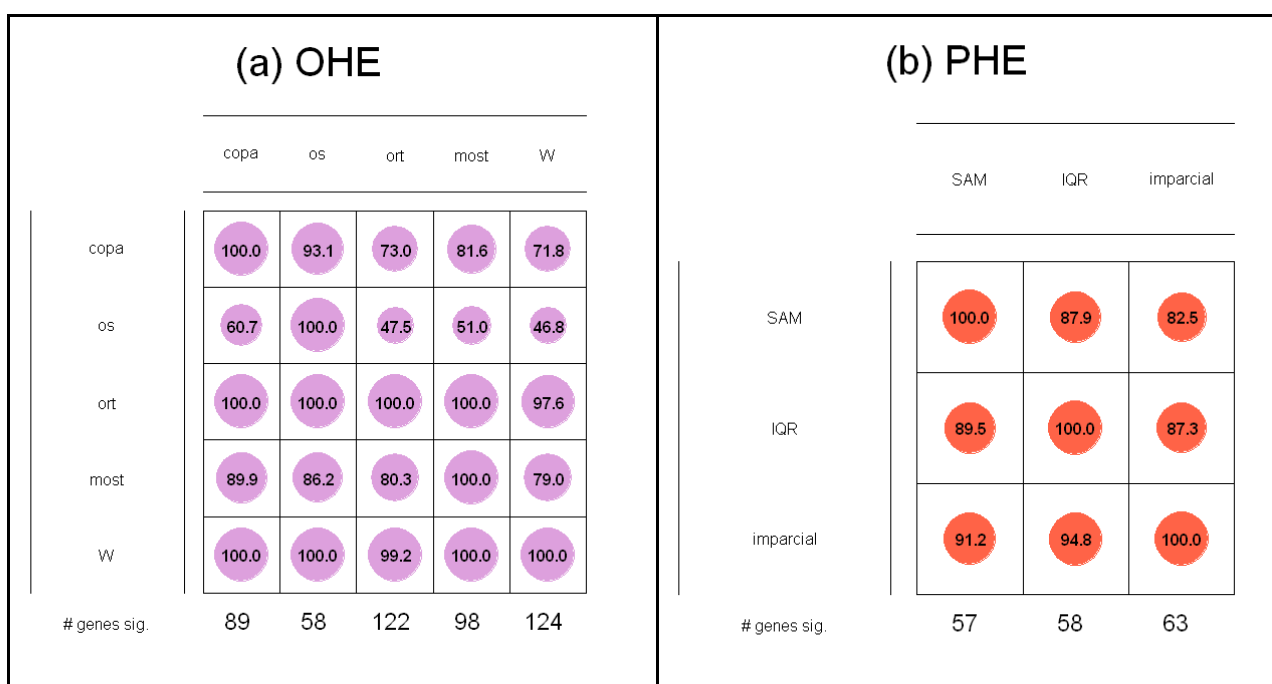 (a) OHE
copa os ort most W
copa 100.0 93.1 73.0 81.6 71.8
os 60.7 100.0 47.5 51.0 46.8
ort 100.0 100.0 100.0 100.0 97.6
most 89.9 86.2 80.3 100.0 79.0
W 100.0 100.0 99.2 100.0 100.0
# genes sig. 89 58 122 98 124
(b) PHE
SAM IQR imparcial
SAM 100.0 87.9 82.5
IQR 89.5 100.0 87.3
imparcial 91.2 94.8 100.0
# genes sig. 57 58 63